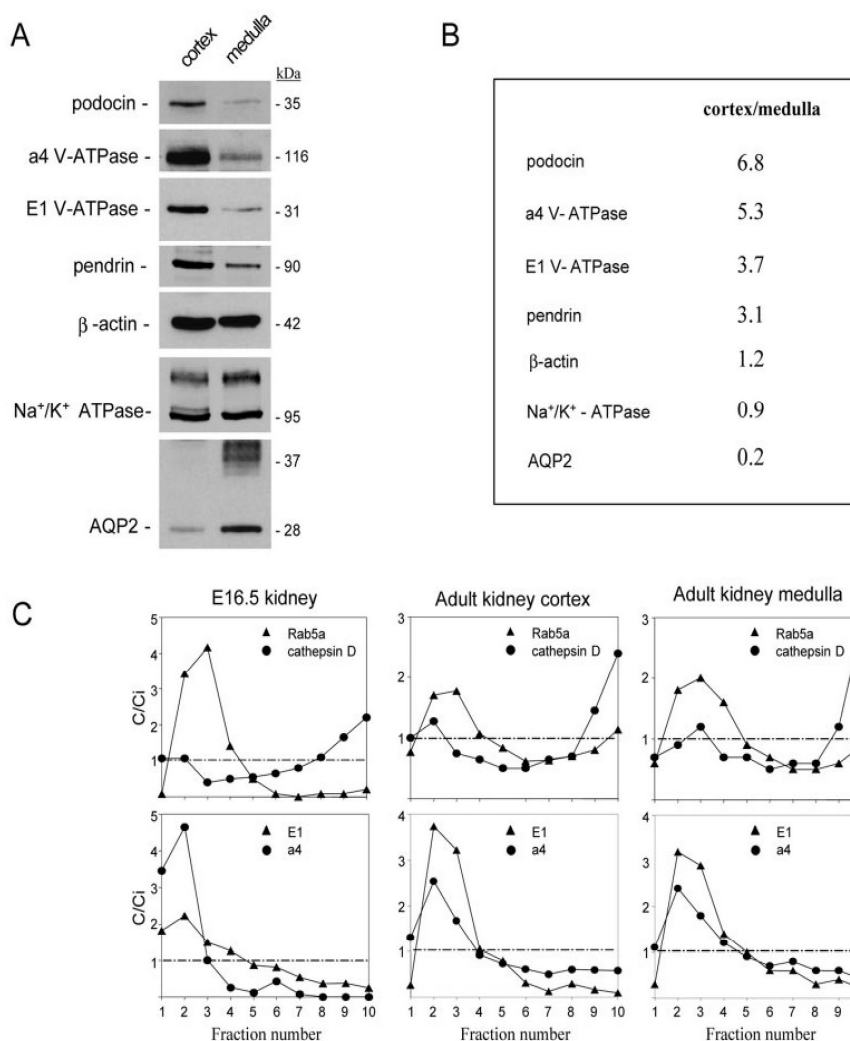 A
cortex medulla
kDa
podocin - - 35
a4 V-ATPase - - 116
E1 V-ATPase - - 31
pendrin - - 90
β -actin - - 42
Na⁺/K⁺ ATPase- - 95
- 37
AQP2 - - 28
B
cortex/medulla
podocin 6.8
a4 V- ATPase 5.3
E1 V- ATPase 3.7
pendrin 3.1
β-actin 1.2
Na⁺/K⁺ - ATPase 0.9
AQP2 0.2
C
E16.5 kidney
5
4
3
2
1
C/Ci
▲ Rab5a
● cathepsin D
Adult kidney cortex
3
2
1
▲ Rab5a
● cathepsin D
Adult kidney medulla
3
2
1
▲ Rab5a
● cathepsin D
5
4
3
2
1
C/Ci
▲ E1
● a4
1 2 3 4 5 6 7 8 9 10
Fraction number
4
3
2
1
▲ E1
● a4
1 2 3 4 5 6 7 8 9 10
Fraction number
4
3
2
1
▲ E1
● a4
1 2 3 4 5 6 7 8 9
Fraction number